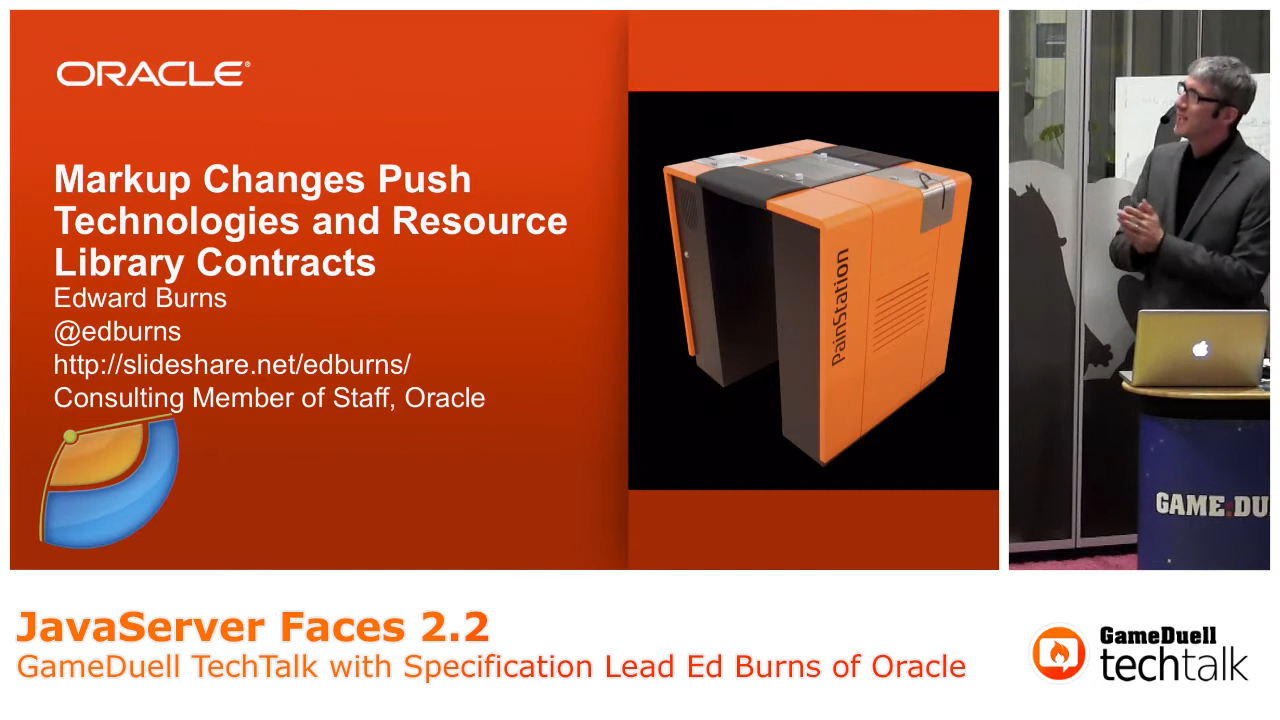 ORACLE®
Markup Changes Push
Technologies and Resource
Library Contracts
Edward Burns
@edburns
http://slideshare.net/edburns/
Consulting Member of Staff, Oracle
PainStation
GAME.DU
JavaServer Faces 2.2
GameDuell TechTalk with Specification Lead Ed Burns of Oracle
GameDuell
techtalk